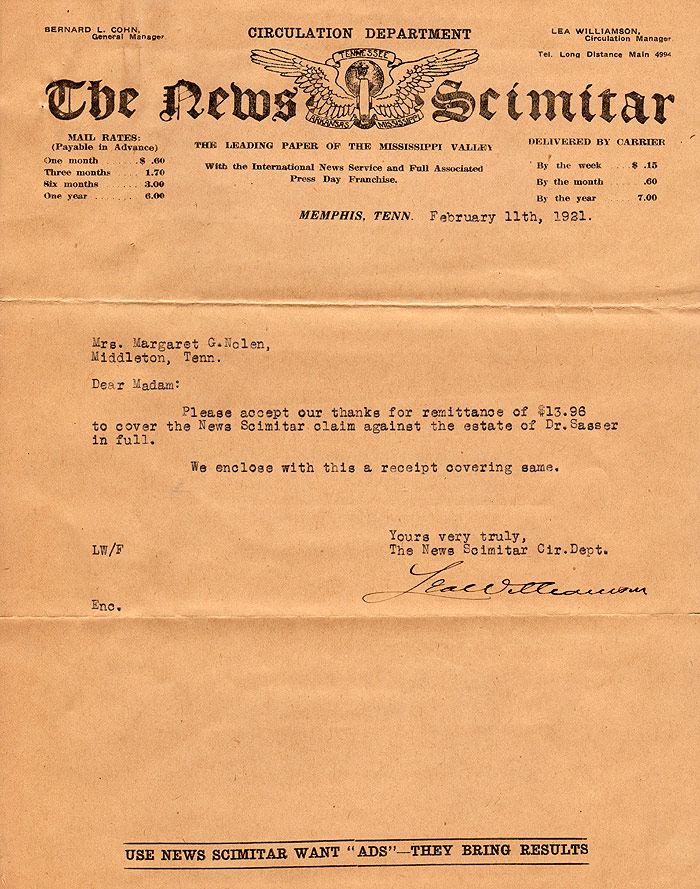 BERNARD L. COHN,
General Manager
CIRCULATION DEPARTMENT
LEA WILLIAMSON,
Circulation Manager
Tel. Long Distance Main 4994
TENNESSEE
ARKANSAS MISSISSIPPI
The News Scimitar
MAIL RATES:
(Payable in Advance)
One month .$ .60
Three months .... 1.70
Six months .... 3.00
One year ....... 6.00
THE LEADING PAPER OF THE MISSISSIPPI VALLEY
With the International News Service and Full Associated
Press Day Franchise.
DELIVERED BY CARRIER
By the week .... $ .15
By the month .... .60
By the year .... 7.00
MEMPHIS, TENN. February 11th, 1921.
Mrs. Margaret G.Nolen,
Middleton, Tenn.
Dear Madam:
Please accept our thanks for remittance of $13.96
to cover the News Scimitar claim against the estate of Dr.Sasser
in full.
We enclose with this a receipt covering same.
Yours very truly,
The News Scimitar Cir.Dept.
LW/F
Lea Williamson
Enc.
USE NEWS SCIMITAR WANT "ADS"—THEY BRING RESULTS